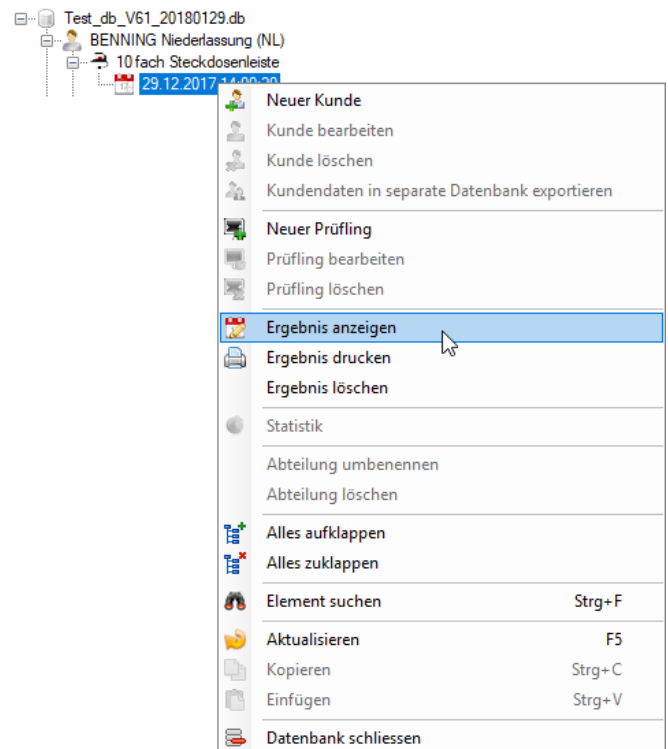 Test_db_V61_20180129.db
BENNING Niederlassung (NL)
10 fach Steckdosenleiste
29.12.2017 14:09:39
Neuer Kunde
Kunde bearbeiten
Kunde löschen
Kundendaten in separate Datenbank exportieren
Neuer Prüfling
Prüfling bearbeiten
Prüfling löschen
Ergebnis anzeigen
Ergebnis drucken
Ergebnis löschen
Statistik
Abteilung umbenennen
Abteilung löschen
Alles aufklappen
Alles zuklappen
Element suchen Strg+F
Aktualisieren F5
Kopieren Strg+C
Einfügen Strg+V
Datenbank schliessen